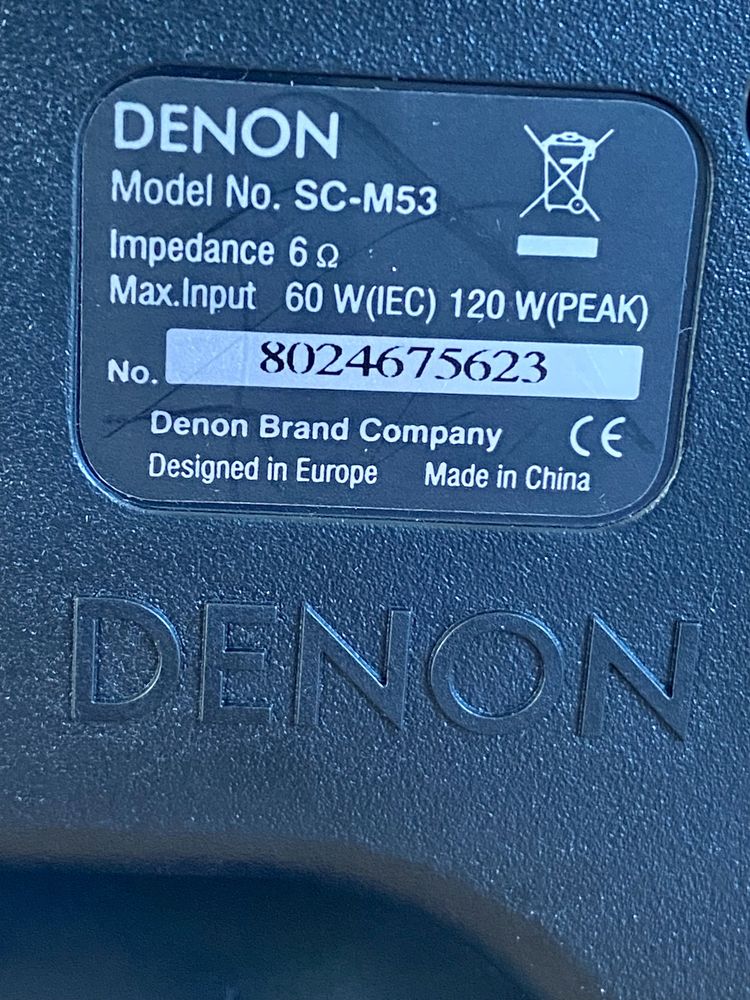 DENON
Model No. SC-M53
Impedance 6 Ω
Max.Input 60 W(IEC) 120 W(PEAK)
No. 8024675623
Denon Brand Company CE
Designed in Europe Made in China
DENON